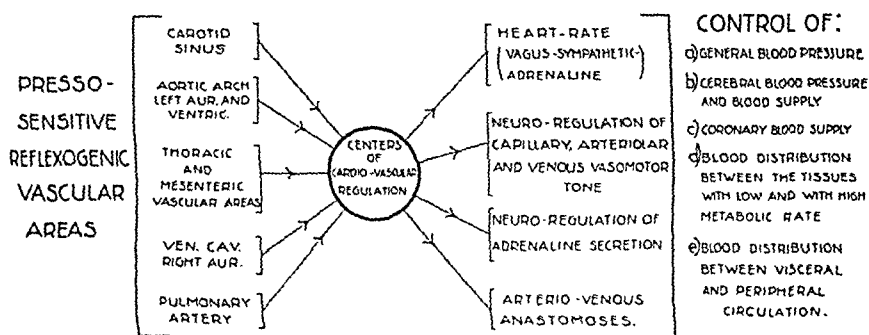 PRESSO-
SENSITIVE
REFLEXOGENIC
VASCULAR
AREAS
CAROTID
SINUS
AORTIC ARCH
LEFT AUR. AND
VENTRIC.
THORACIC
AND
MESENTERIC
VASCULAR AREAS
VEN. CAV.
RIGHT AUR.
PULMONARY
ARTERY
CENTERS
OF
CARDIO-VASCULAR
REGULATION
HEART-RATE
(VAGUS-SYMPATHETIC-)
ADRENALINE
NEURO-REGULATION OF
CAPILLARY, ARTERIOLAR
AND VENOUS VASOMOTOR
TONE
NEURO-REGULATION OF
ADRENALINE SECRETION
ARTERIO-VENOUS
ANASTOMOSES.
CONTROL OF:
a) GENERAL BLOOD PRESSURE
b) CEREBRAL BLOOD PRESSURE
AND BLOOD SUPPLY
c) CORONARY BLOOD SUPPLY
d) BLOOD DISTRIBUTION
BETWEEN THE TISSUES
WITH LOW AND WITH HIGH
METABOLIC RATE
e) BLOOD DISTRIBUTION
BETWEEN VISCERAL
AND PERIPHERAL
CIRCULATION.